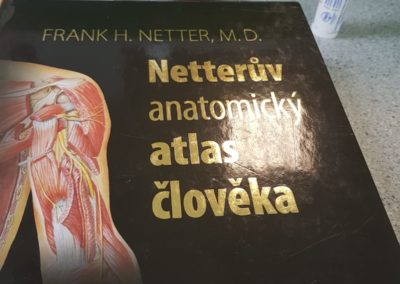 FRANK H. NETTER, M.D.
Netterův
anatomický
atlas
člověka